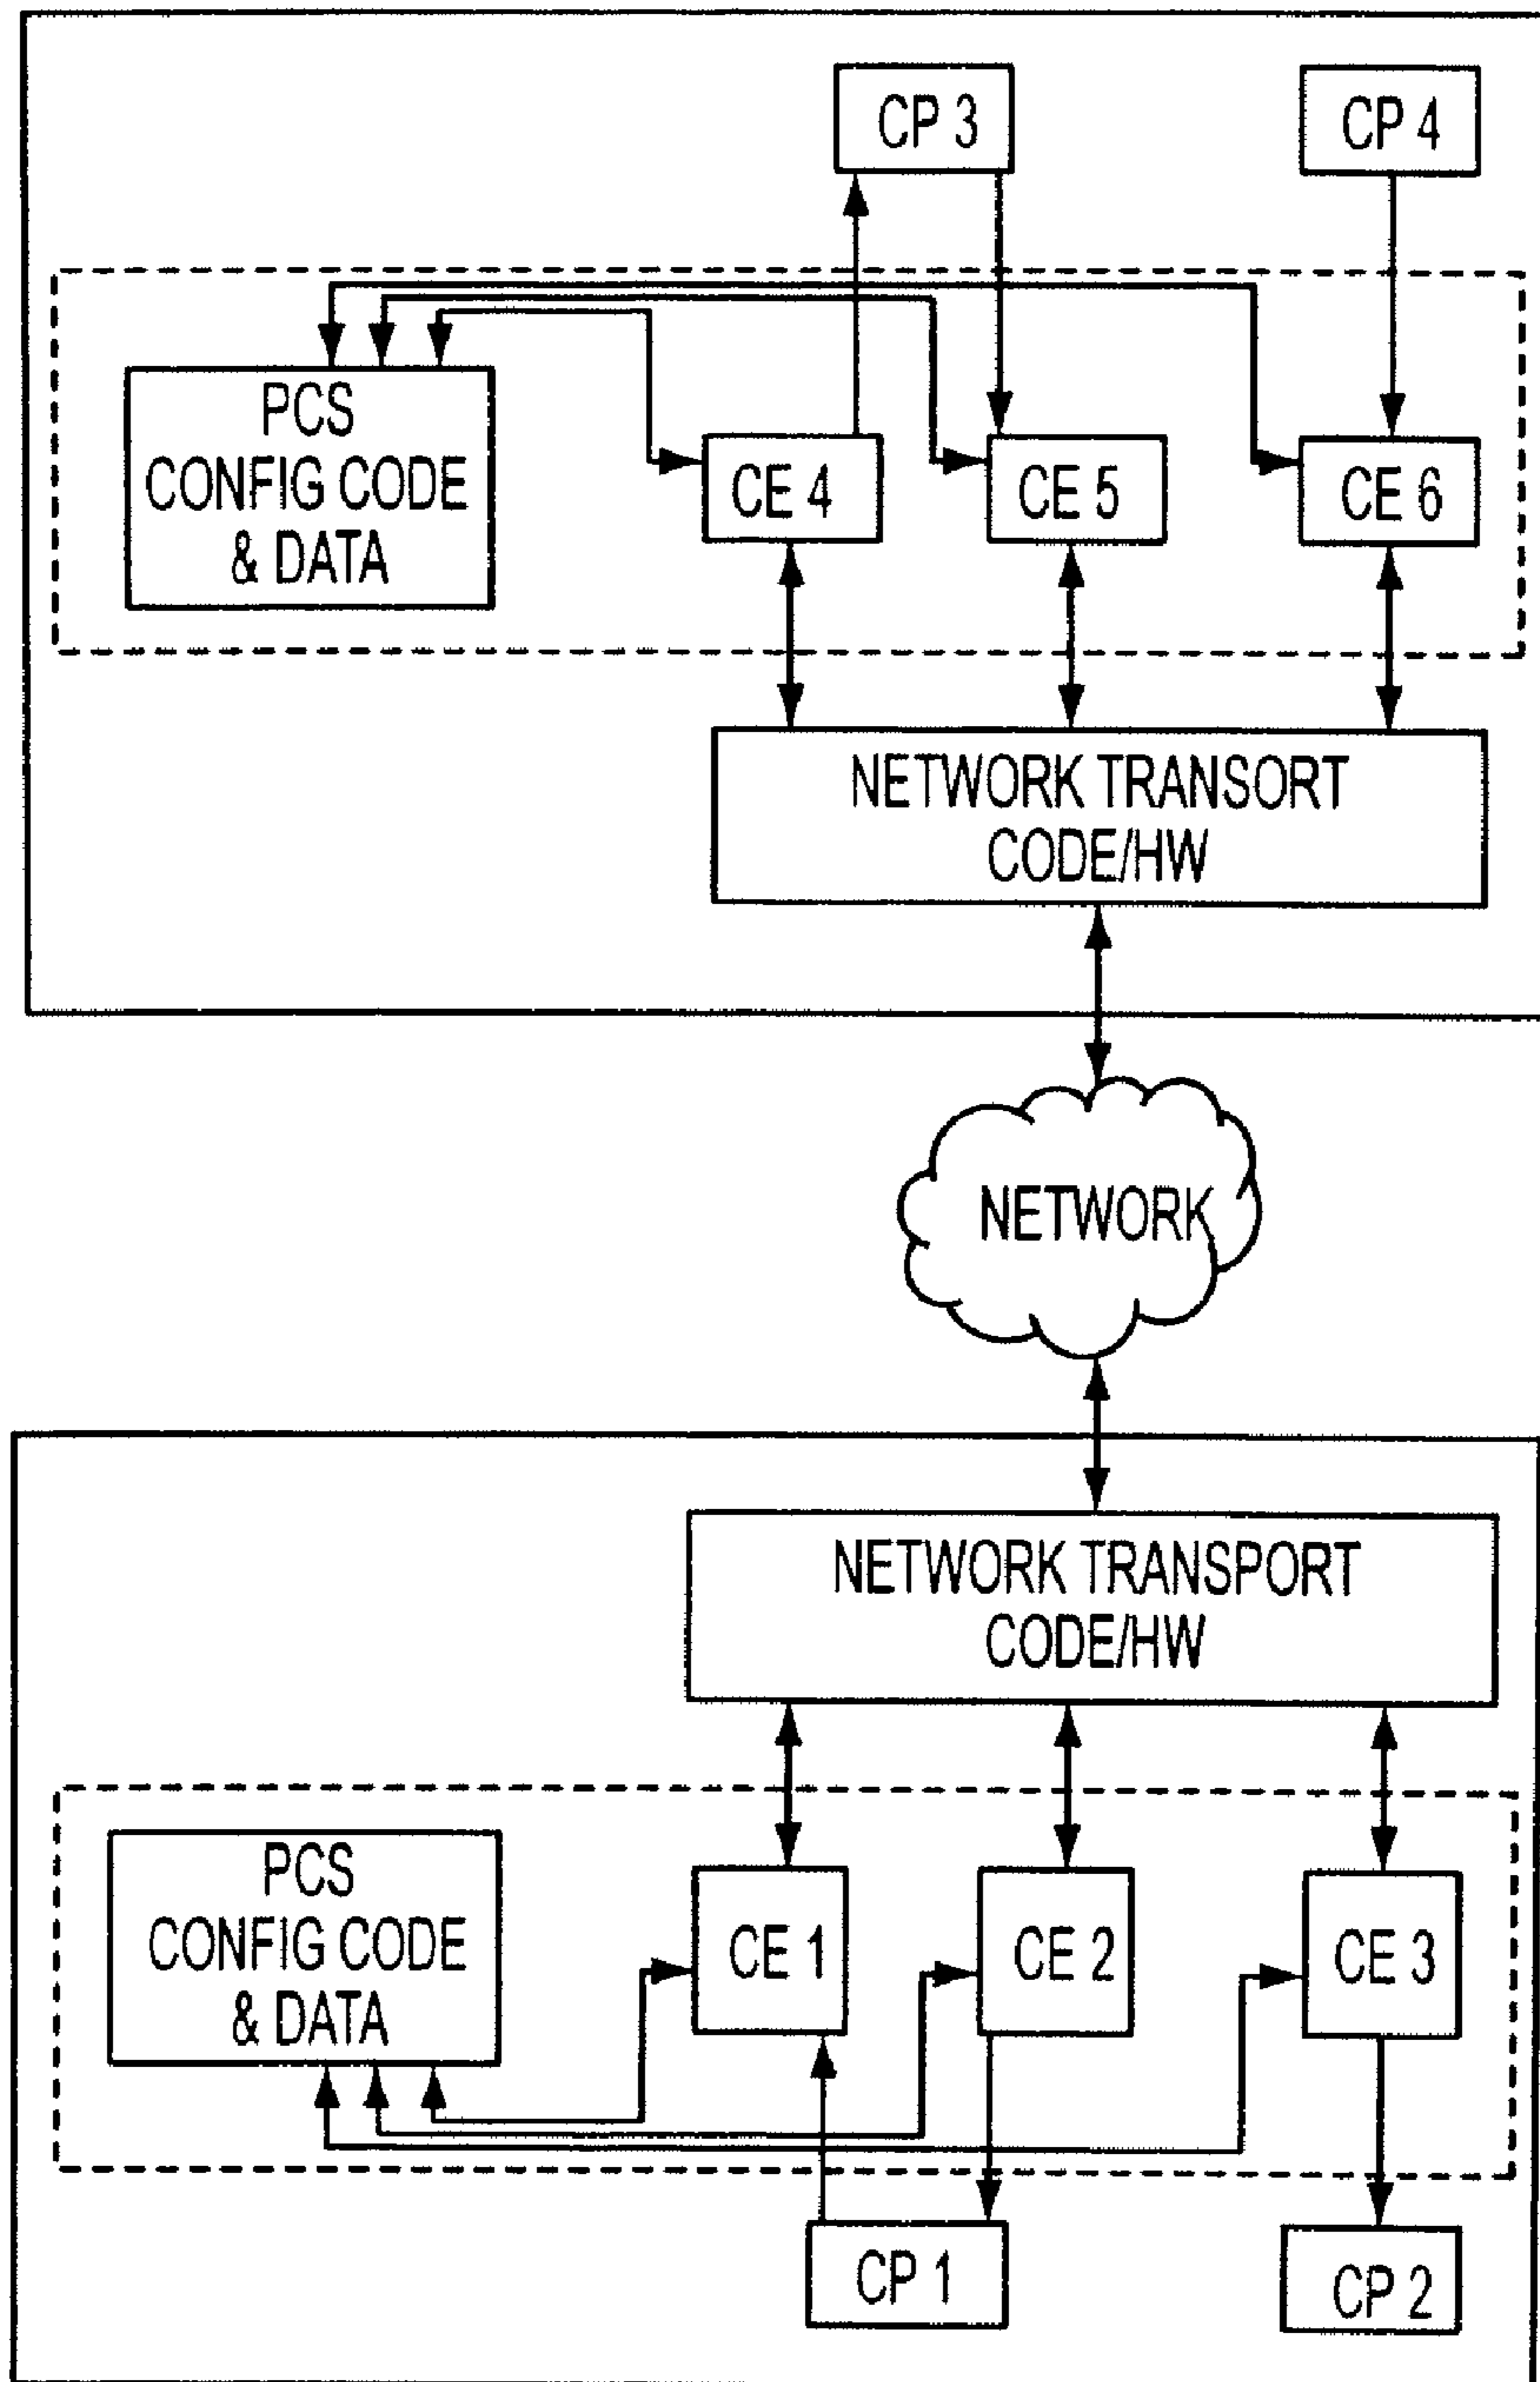 CP 3
CP 4
PCS
CONFIG CODE
& DATA
CE 4
CE 5
CE 6
NETWORK TRANSORT
CODE/HW
NETWORK
NETWORK TRANSPORT
CODE/HW
PCS
CONFIG CODE
& DATA
CE 1
CE 2
CE 3
CP 1
CP 2